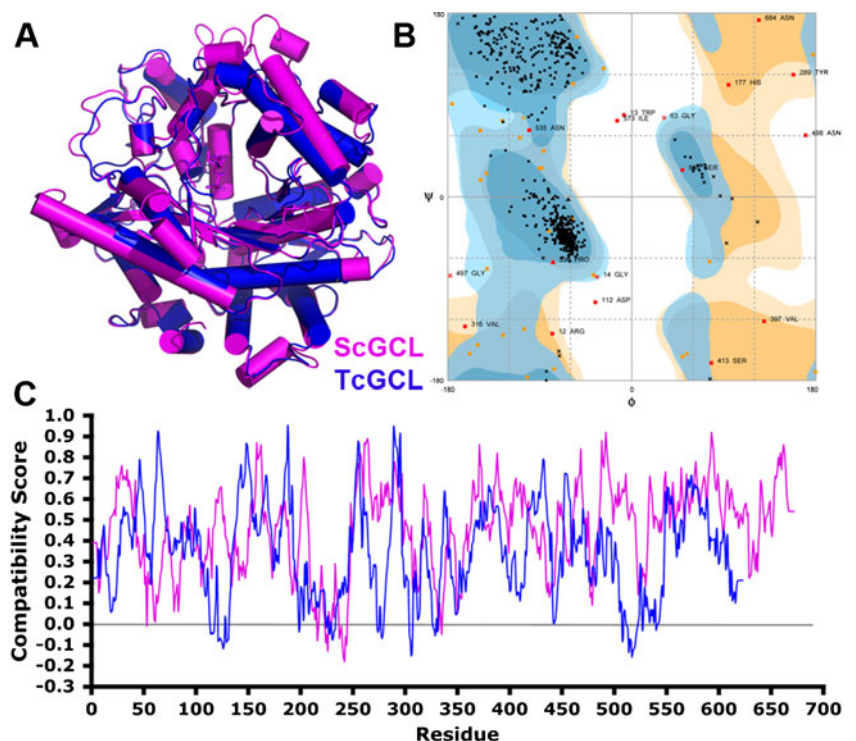 A
ScGCL
TcGCL
B
180
684 ASN
289 TYR
177 HIS
13 TRP
ILE
63 GLY
498 ASN
535 ASN
SER
ψ
0
PRO
497 GLY
14 GLY
112 ASP
316 VAL
12 ARG
VAL
413 SER
-180
-180
0
180
φ
C
Compatibility Score
1.0
0.9
0.8
0.7
0.6
0.5
0.4
0.3
0.2
0.1
0.0
-0.1
-0.2
-0.3
0 50 100 150 200 250 300 350 400 450 500 550 600 650 700
Residue